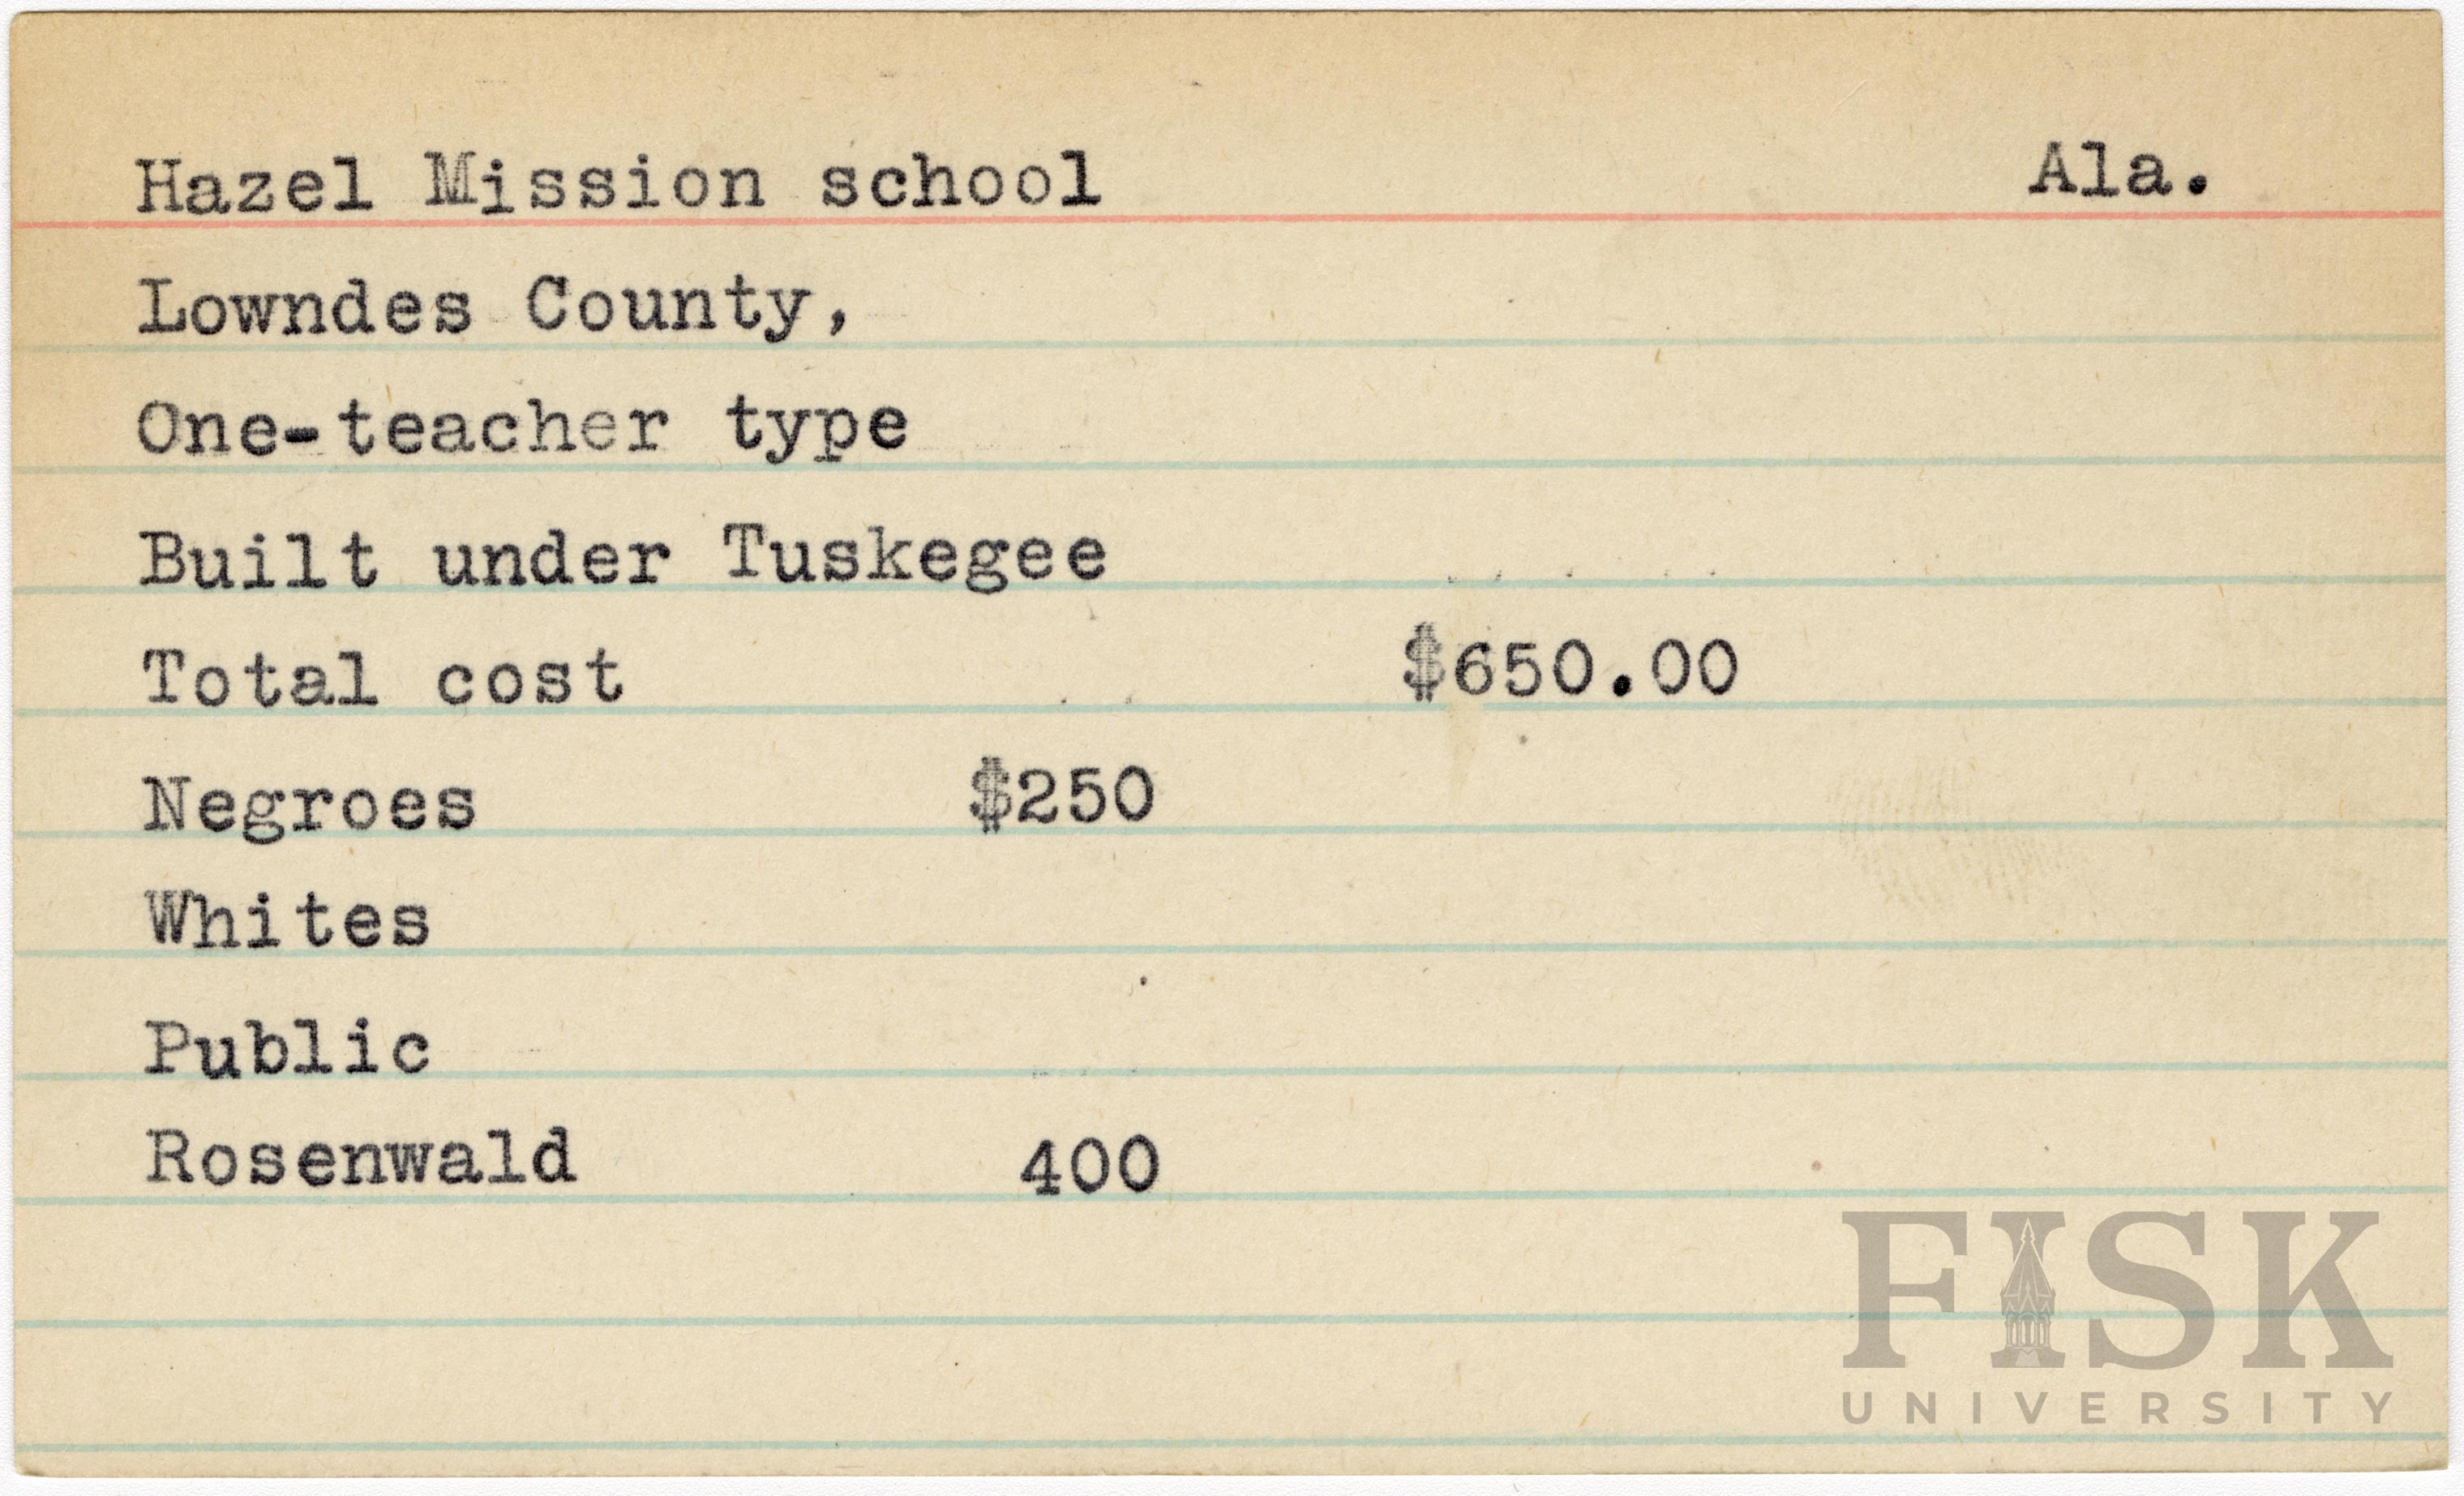 Hazel Mission school Ala.
Lowndes County,
One-teacher type
Built under Tuskegee
Total cost $650.00
Negroes $250
Whites
Public
Rosenwald 400
FISK
UNIVERSITY